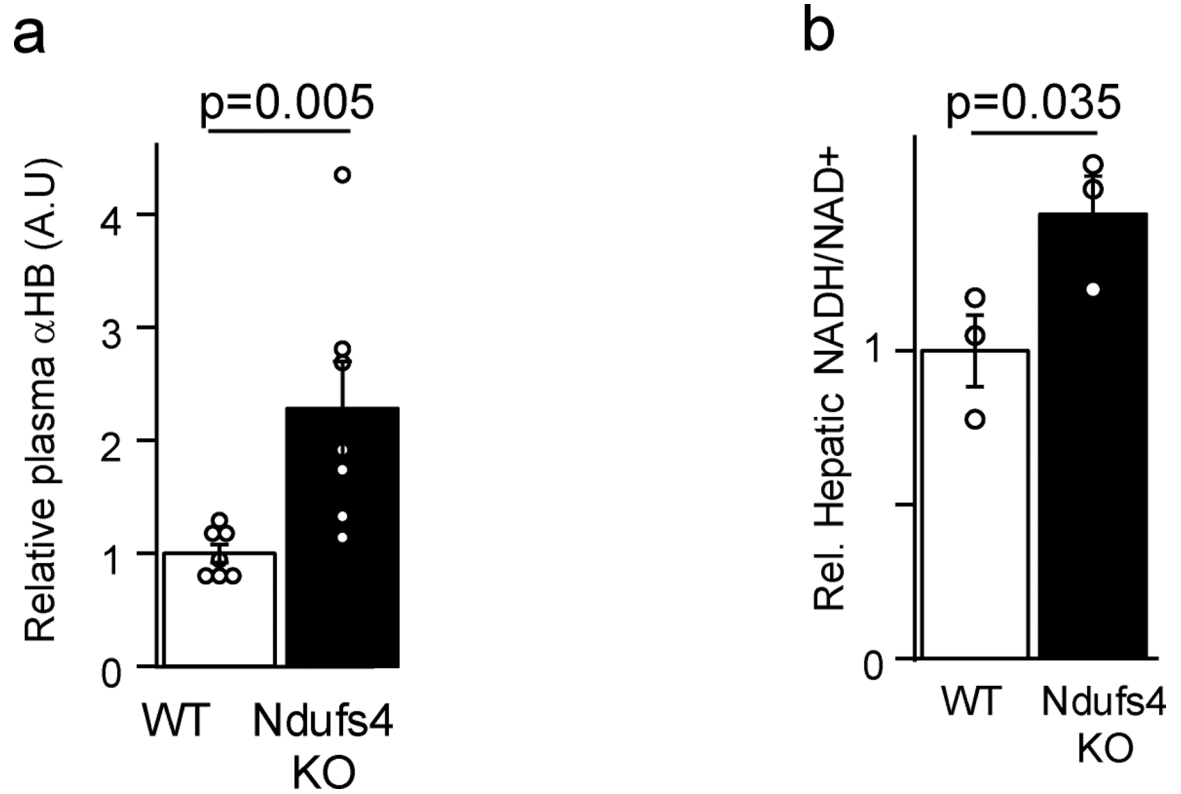 a
p=0.005
Relative plasma αHB (A.U)
4
3
2
1
0
WT
Ndufs4
KO
b
p=0.035
Rel. Hepatic NADH/NAD+
1
0
WT
Ndufs4
KO